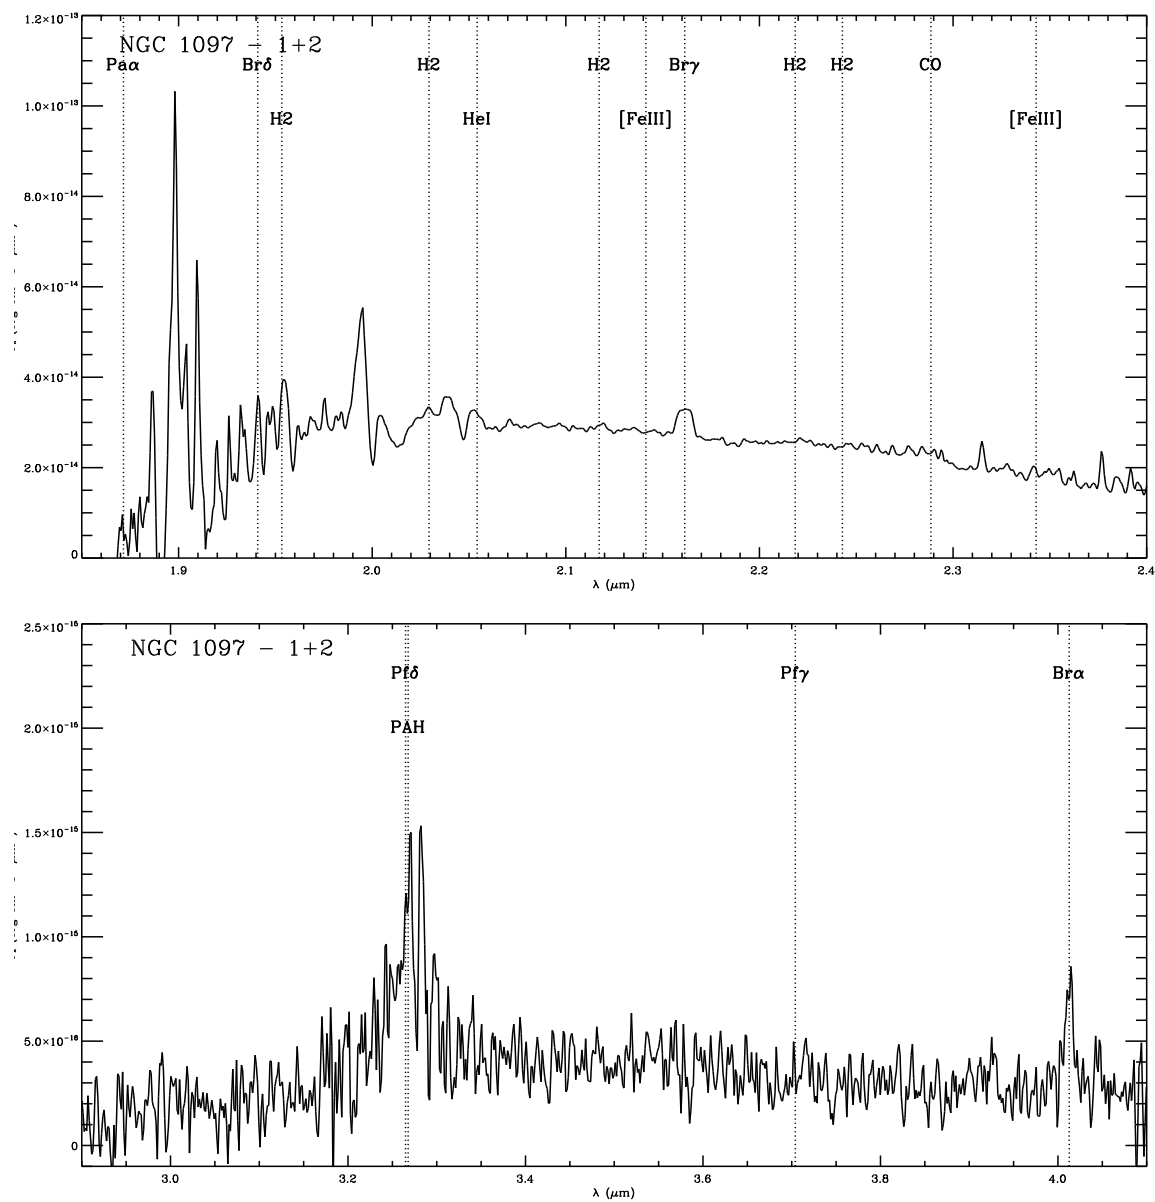 1.2×10⁻¹³
NGC 1097 – 1+2
Paα Brδ H2 H2 Brγ H2 H2 CO
1.0×10⁻¹³
H2 HeI [FeIII] [FeIII]
8.0×10⁻¹⁴
6.0×10⁻¹⁴
4.0×10⁻¹⁴
2.0×10⁻¹⁴
0
1.9 2.0 2.1 2.2 2.3 2.4
λ (μm)
2.5×10⁻¹⁵
NGC 1097 – 1+2
Pfδ Pfγ Brα
2.0×10⁻¹⁵
PAH
1.5×10⁻¹⁵
1.0×10⁻¹⁵
5.0×10⁻¹⁶
0
3.0 3.2 3.4 3.6 3.8 4.0
λ (μm)